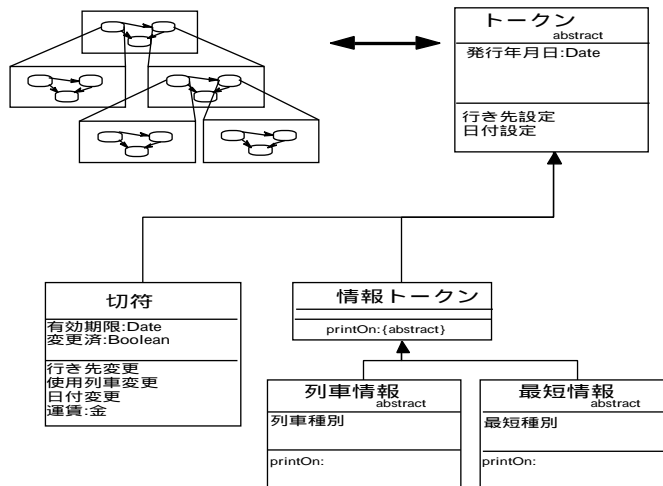 トークン
abstract
発行年月日:Date
行き先設定
日付設定
切符
有効期限:Date
変更済:Boolean
行き先変更
使用列車変更
日付変更
運賃:金
情報トークン
printOn:{abstract}
列車情報
abstract
列車種別
printOn:
最短情報
abstract
最短種別
printOn: